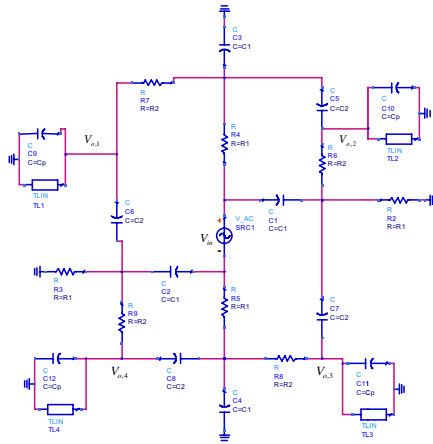 C
C3
C=C1
R
R7
R=R2
C
C5
C=C2
C
C10
C=Cp
C
C9
C=Cp
V_{o,1}
R
R4
R=R1
V_{o,2}
R
R6
R=R2
TLIN
TL2
TLIN
TL1
C
C6
C=C2
V_{in}
+
-
V_AC
SRC1
C
C1
C=C1
R
R2
R=R1
R
R3
R=R1
C
C2
C=C1
R
R5
R=R1
C
C7
C=C2
R
R9
R=R2
C
C12
C=Cp
V_{o,4}
C
C8
C=C2
R
R8
R=R2
V_{o,3}
C
C11
C=Cp
TLIN
TL4
C
C4
C=C1
TLIN
TL3